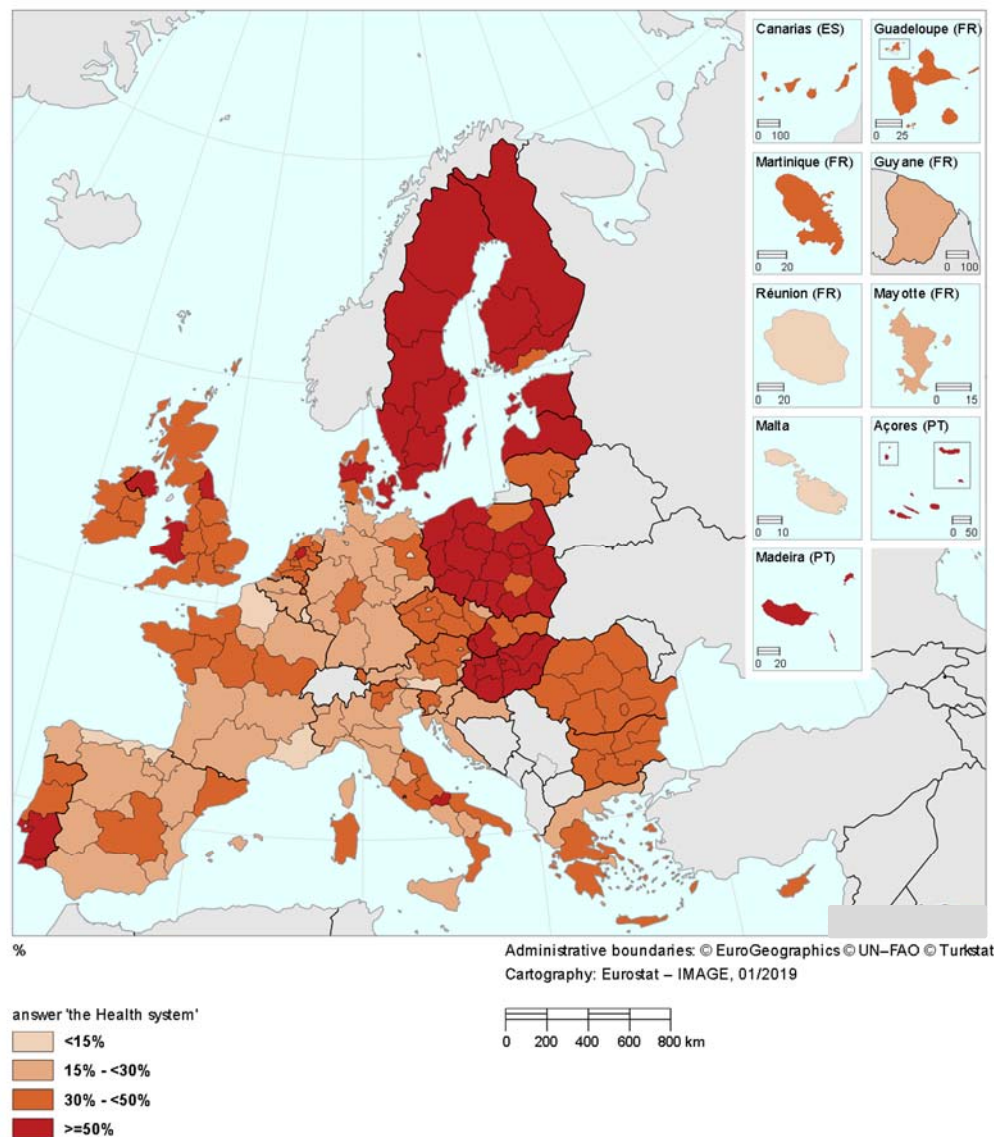 Canarias (ES)
0 100
Guadeloupe (FR)
0 25
Martinique (FR)
0 20
Guyane (FR)
0 100
Réunion (FR)
0 20
Mayotte (FR)
0 15
Malta
0 10
Açores (PT)
0 50
Madeira (PT)
0 20
%
Administrative boundaries: © EuroGeographics © UN–FAO © Turkstat
Cartography: Eurostat – IMAGE, 01/2019
answer 'the Health system'
<15%
15% - <30%
30% - <50%
>=50%
0 200 400 600 800 km